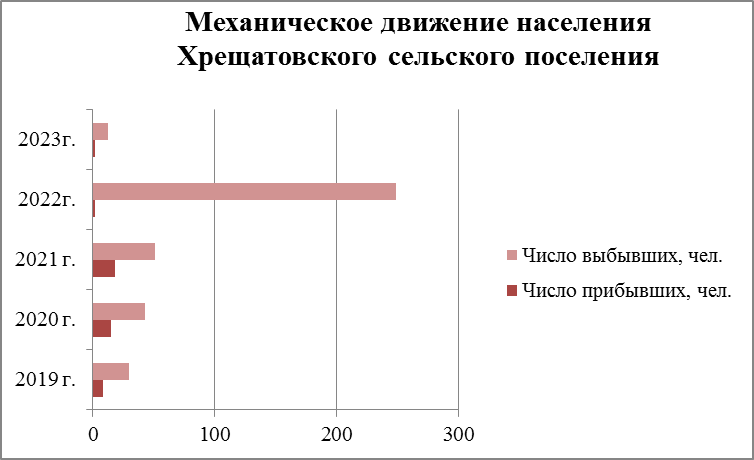 Механическое движение населения
Хрещатовского сельского поселения
2023г.
2022г.
2021 г.
2020 г.
2019 г.
0 100 200 300
Число выбывших, чел.
Число прибывших, чел.